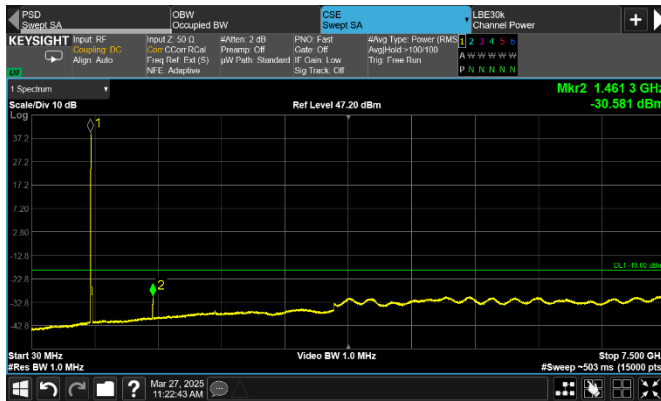 PSD
Swept SA
OBW
Occupied BW
CSE
Swept SA
LBE30k
Channel Power
KEYSIGHT
Input: RF
Coupling: DC
Align: Auto
Input Z: 50 Ω
Corr CCorr RCal
Freq Ref: Ext (S)
NFE: Adaptive
#Atten: 2 dB
Preamp: Off
µW Path: Standard
PNO: Fast
Gate: Off
IF Gain: Low
Sig Track: Off
#Avg Type: Power (RMS)
Avg|Hold:>100/100
Trig: Free Run
1 2 3 4 5 6
A W W W W W
P N N N N N
1 Spectrum
Scale/Div 10 dB
Ref Level 47.20 dBm
Mkr2 1.461 3 GHz
-30.581 dBm
Log
1
37.2
27.2
17.2
7.20
-2.80
-12.8
DL1 -19.00 dBm
-22.8
2
-32.8
-42.8
Start 30 MHz
#Res BW 1.0 MHz
Video BW 1.0 MHz
Stop 7.500 GHz
#Sweep ~503 ms (15000 pts)
?
Mar 27, 2025
11:22:43 AM